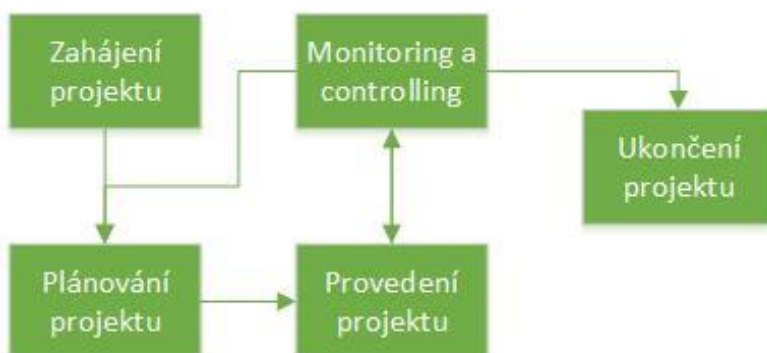 Zahájení
projektu
Monitoring a
controlling
Ukončení
projektu
Plánování
projektu
Provedení
projektu